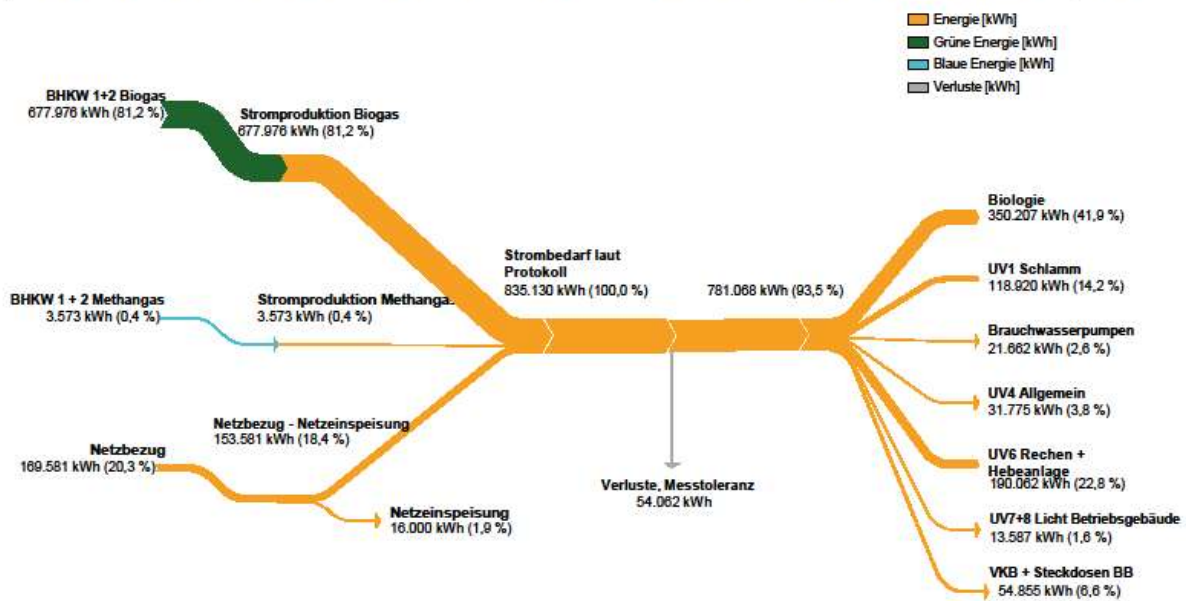 Energie [kWh]
Grüne Energie [kWh]
Blaue Energie [kWh]
Verluste [kWh]
BHKW 1+2 Biogas
677.976 kWh (81,2 %)
Stromproduktion Biogas
677.976 kWh (81,2 %)
BHKW 1 + 2 Methangas
3.573 kWh (0,4 %)
Stromproduktion Methangas
3.573 kWh (0,4 %)
Netzbezug
169.581 kWh (20,3 %)
Netzbezug - Netzeinspeisung
153.581 kWh (18,4 %)
Netzeinspeisung
16.000 kWh (1,9 %)
Strombedarf laut
Protokoll
835.130 kWh (100,0 %)
781.068 kWh (93,5 %)
Verluste, Messtoleranz
54.062 kWh
Biologie
350.207 kWh (41,9 %)
UV1 Schlamm
118.920 kWh (14,2 %)
Brauchwasserpumpen
21.662 kWh (2,6 %)
UV4 Allgemein
31.775 kWh (3,8 %)
UV6 Rechen +
Hebeanlage
190.062 kWh (22,8 %)
UV7+8 Licht Betriebsgebäude
13.587 kWh (1,6 %)
VKB + Steckdosen BB
54.855 kWh (6,6 %)